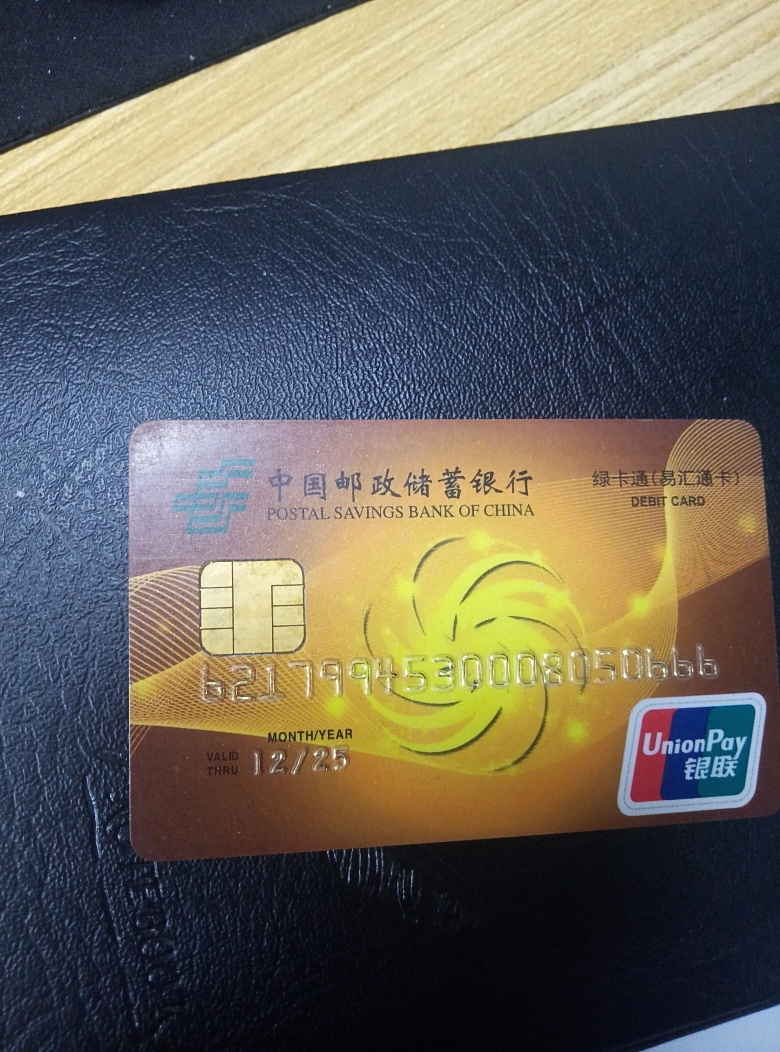 中国邮政储蓄银行
POSTAL SAVINGS BANK OF CHINA
绿卡通(易汇通卡)
DEBIT CARD
6217994530008050666
MONTH/YEAR
VALID THRU 12/25
UnionPay
银联